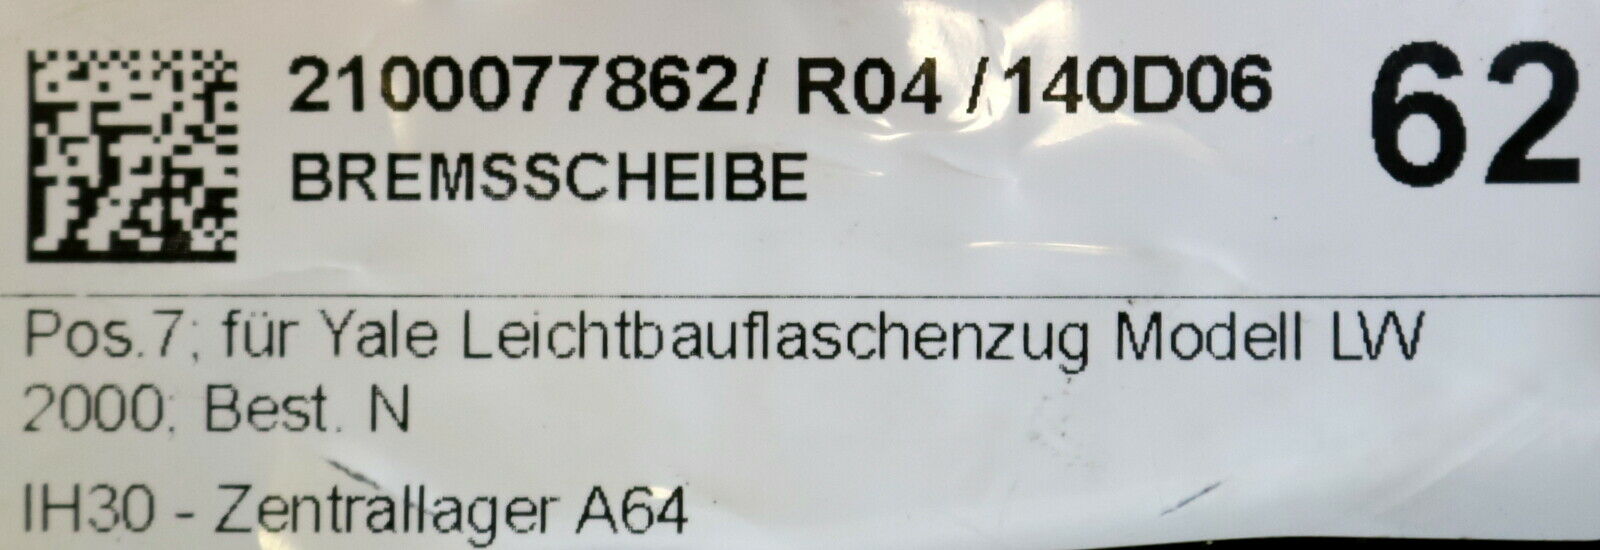 2100077862/ R04 /140D06
62
BREMSSCHEIBE
Pos.7; für Yale Leichtbauflaschenzug Modell LW
2000; Best. N
IH30 - Zentrallager A64